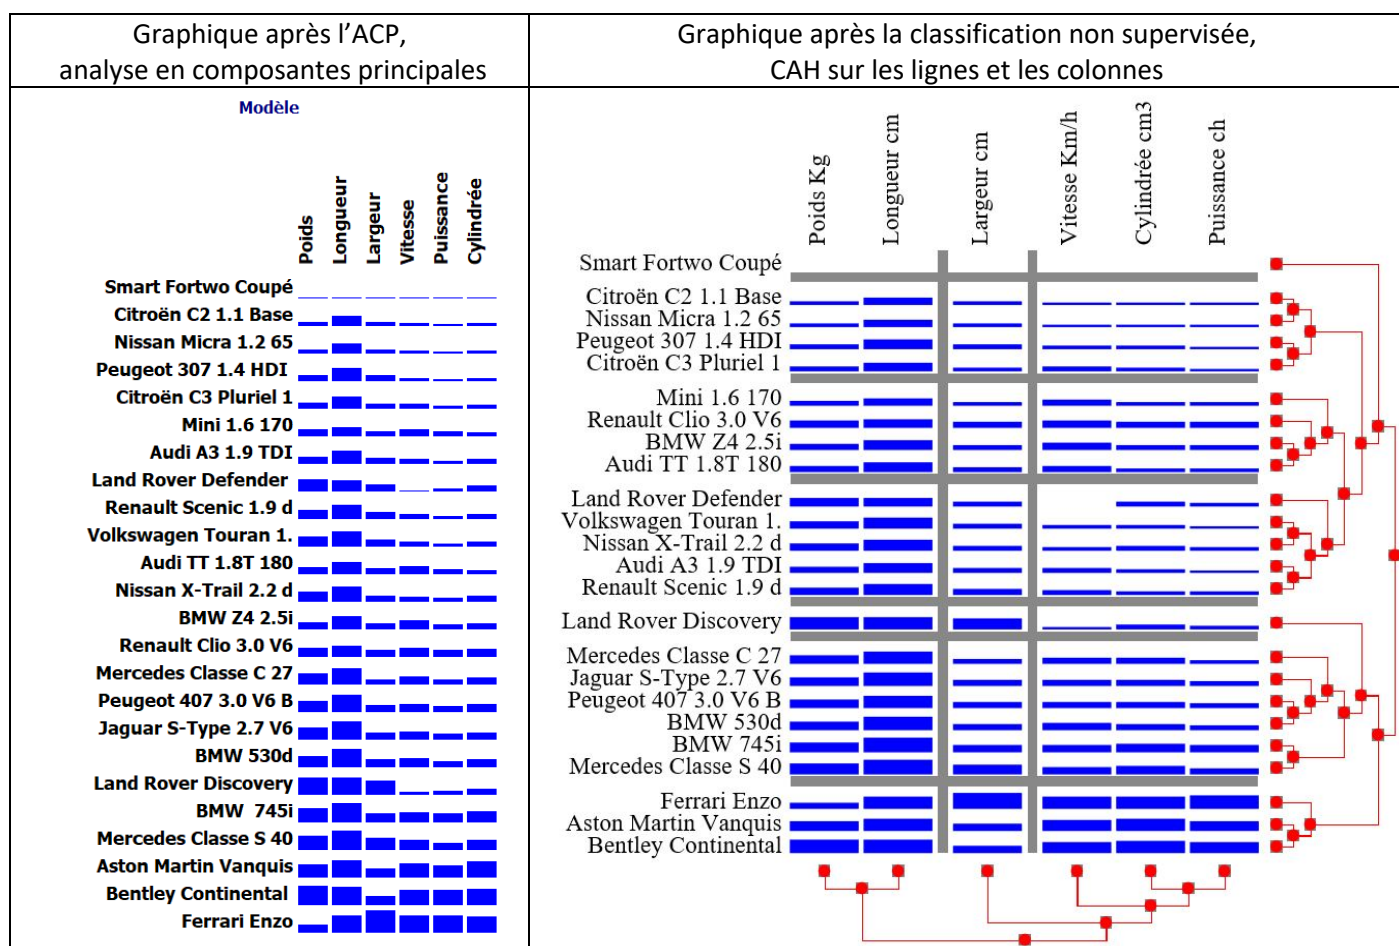 Graphique après l’ACP,
analyse en composantes principales
Graphique après la classification non supervisée,
CAH sur les lignes et les colonnes
Modèle
Poids
Longueur
Largeur
Vitesse
Puissance
Cylindrée
Smart Fortwo Coupé
Citroën C2 1.1 Base
Nissan Micra 1.2 65
Peugeot 307 1.4 HDI
Citroën C3 Pluriel 1
Mini 1.6 170
Audi A3 1.9 TDI
Land Rover Defender
Renault Scenic 1.9 d
Volkswagen Touran 1.
Audi TT 1.8T 180
Nissan X-Trail 2.2 d
BMW Z4 2.5i
Renault Clio 3.0 V6
Mercedes Classe C 27
Peugeot 407 3.0 V6 B
Jaguar S-Type 2.7 V6
BMW 530d
Land Rover Discovery
BMW 745i
Mercedes Classe S 40
Aston Martin Vanquis
Bentley Continental
Ferrari Enzo
Poids Kg
Longueur cm
Largeur cm
Vitesse Km/h
Cylindrée cm3
Puissance ch
Smart Fortwo Coupé
Citroën C2 1.1 Base
Nissan Micra 1.2 65
Peugeot 307 1.4 HDI
Citroën C3 Pluriel 1
Mini 1.6 170
Renault Clio 3.0 V6
BMW Z4 2.5i
Audi TT 1.8T 180
Land Rover Defender
Volkswagen Touran 1.
Nissan X-Trail 2.2 d
Audi A3 1.9 TDI
Renault Scenic 1.9 d
Land Rover Discovery
Mercedes Classe C 27
Jaguar S-Type 2.7 V6
Peugeot 407 3.0 V6 B
BMW 530d
BMW 745i
Mercedes Classe S 40
Ferrari Enzo
Aston Martin Vanquis
Bentley Continental